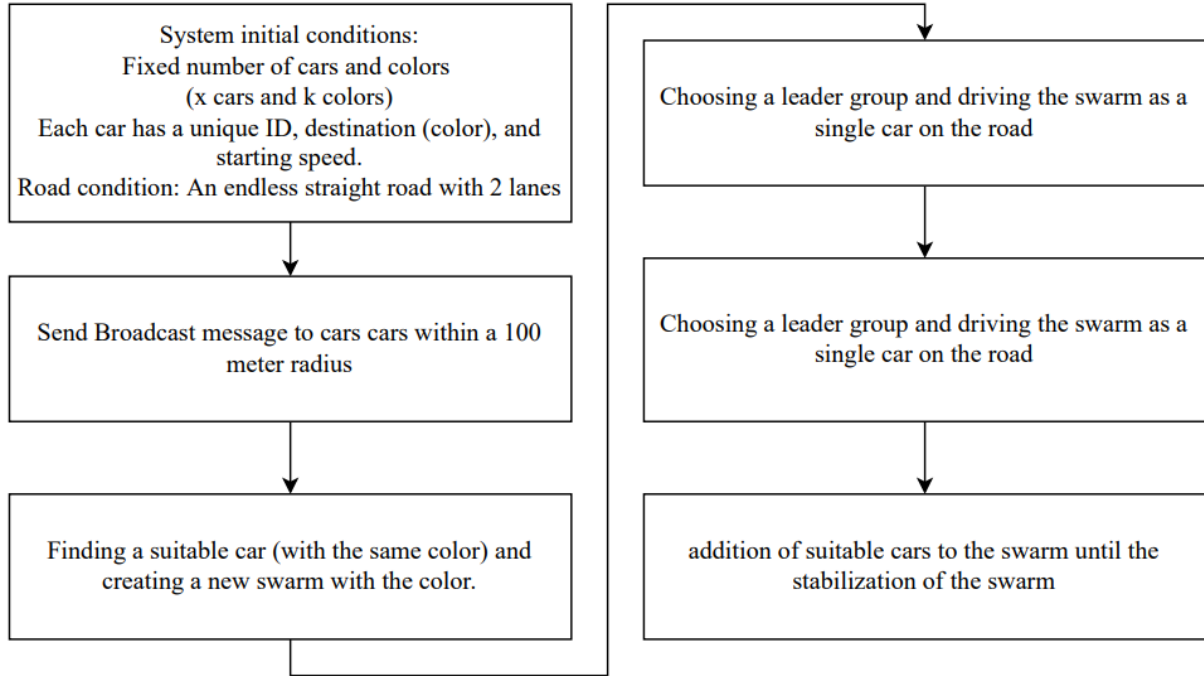 System initial conditions:
Fixed number of cars and colors
(x cars and k colors)
Each car has a unique ID, destination (color), and
starting speed.
Road condition: An endless straight road with 2 lanes
Send Broadcast message to cars cars within a 100
meter radius
Finding a suitable car (with the same color) and
creating a new swarm with the color.
Choosing a leader group and driving the swarm as a
single car on the road
Choosing a leader group and driving the swarm as a
single car on the road
addition of suitable cars to the swarm until the
stabilization of the swarm